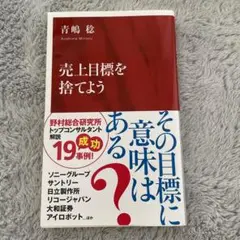 青嶋 稔
売上目標を
捨てよう
その目標に
意味は
ある?
野村総合研究所
トップコンサルタント
解説
19成功事例!
ソニーグループ
サントリー
日立製作所
リコージャパン
大和証券
アイロボット…ほか